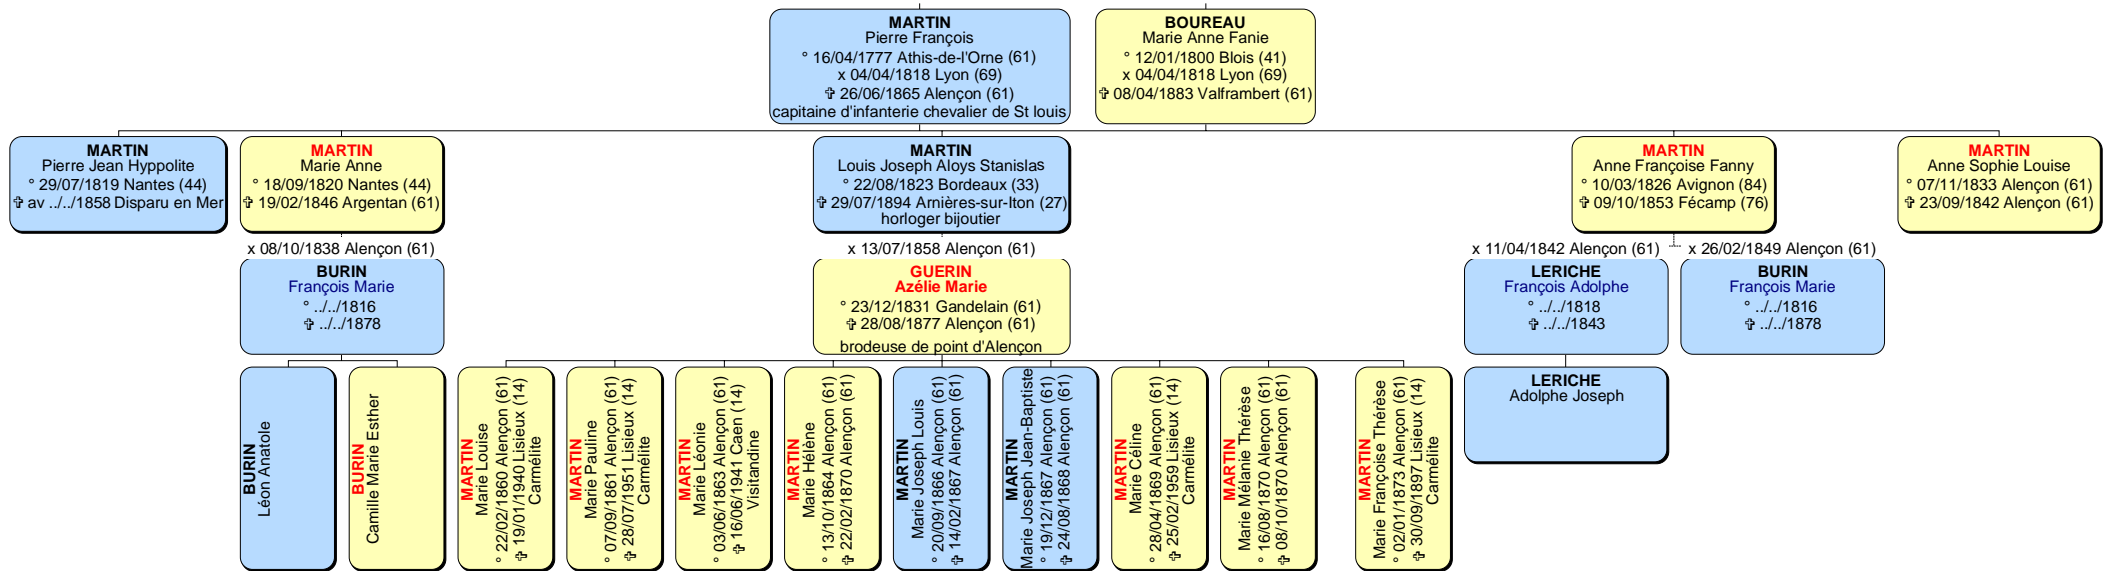 MARTIN
Pierre François
° 16/04/1777 Athis-de-l'Orne (61)
x 04/04/1818 Lyon (69)
✞ 26/06/1865 Alençon (61)
capitaine d'infanterie chevalier de St louis
BOUREAU
Marie Anne Fanie
° 12/01/1800 Blois (41)
x 04/04/1818 Lyon (69)
✞ 08/04/1883 Valframbert (61)
MARTIN
Pierre Jean Hyppolite
° 29/07/1819 Nantes (44)
✞ av ../../1858 Disparu en Mer
MARTIN
Marie Anne
° 18/09/1820 Nantes (44)
✞ 19/02/1846 Argentan (61)
MARTIN
Louis Joseph Aloys Stanislas
° 22/08/1823 Bordeaux (33)
✞ 29/07/1894 Arnières-sur-Iton (27)
horloger bijoutier
MARTIN
Anne Françoise Fanny
° 10/03/1826 Avignon (84)
✞ 09/10/1853 Fécamp (76)
MARTIN
Anne Sophie Louise
° 07/11/1833 Alençon (61)
✞ 23/09/1842 Alençon (61)
x 08/10/1838 Alençon (61)
BURIN
François Marie
° ../../1816
✞ ../../1878
x 13/07/1858 Alençon (61)
GUERIN
Azélie Marie
° 23/12/1831 Gandelain (61)
✞ 28/08/1877 Alençon (61)
brodeuse de point d'Alençon
x 11/04/1842 Alençon (61)
LERICHE
François Adolphe
° ../../1818
✞ ../../1843
x 26/02/1849 Alençon (61)
BURIN
François Marie
° ../../1816
✞ ../../1878
BURIN
Léon Anatole
BURIN
Camille Marie Esther
MARTIN
Marie Louise
° 22/02/1860 Alençon (61)
✞ 19/01/1940 Lisieux (14)
Carmélite
MARTIN
Marie Pauline
° 07/09/1861 Alençon (61)
✞ 28/07/1951 Lisieux (14)
Carmélite
MARTIN
Marie Léonie
° 03/06/1863 Alençon (61)
✞ 16/06/1941 Caen (14)
Visitandine
MARTIN
Marie Hélène
° 13/10/1864 Alençon (61)
✞ 22/02/1870 Alençon (61)
MARTIN
Marie Joseph Louis
° 20/09/1866 Alençon (61)
✞ 14/02/1867 Alençon (61)
MARTIN
Marie Joseph Jean-Baptiste
° 19/12/1867 Alençon (61)
✞ 24/08/1868 Alençon (61)
MARTIN
Marie Céline
° 28/04/1869 Alençon (61)
✞ 25/02/1959 Lisieux (14)
Carmélite
MARTIN
Marie Mélanie Thérèse
° 16/08/1870 Alençon (61)
✞ 08/10/1870 Alençon (61)
MARTIN
Marie Françoise Thérèse
° 02/01/1873 Alençon (61)
✞ 30/09/1897 Lisieux (14)
Carmélite
LERICHE
Adolphe Joseph